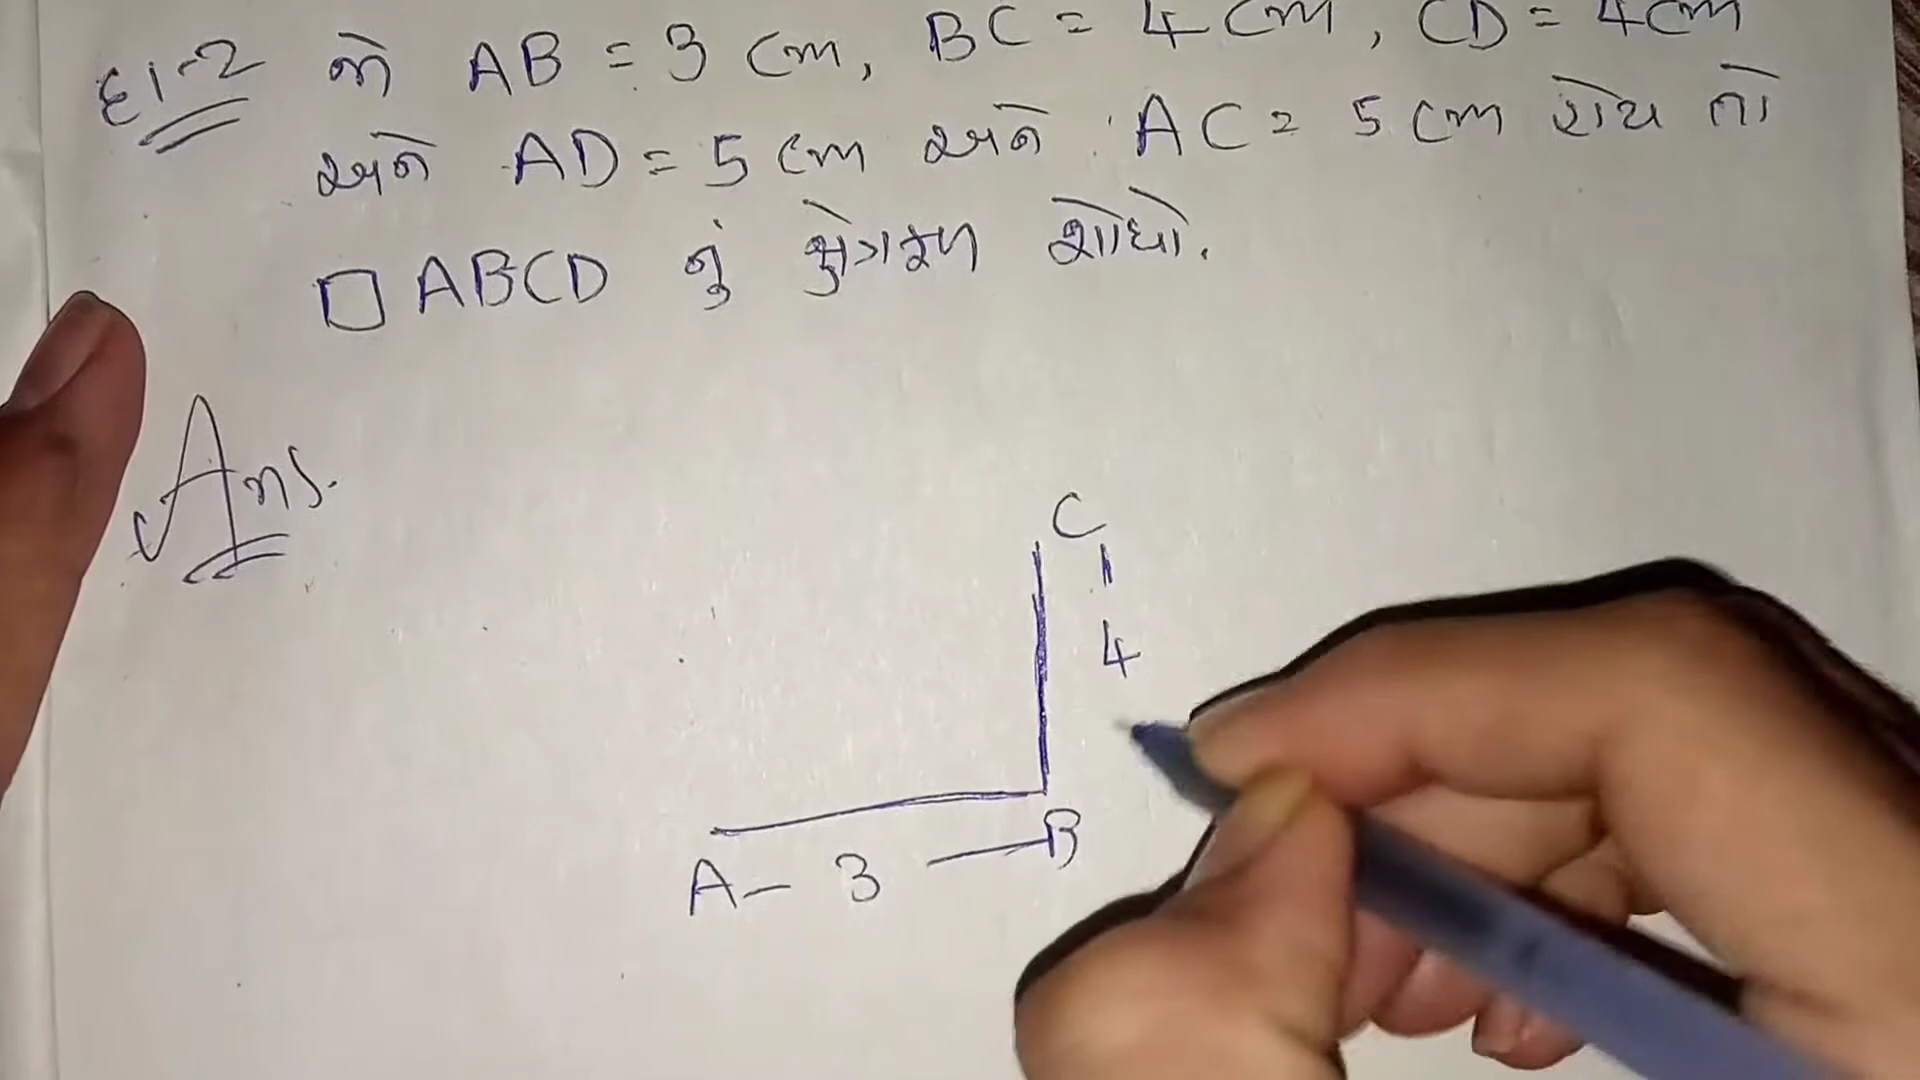 દા-2 જો AB = 3 cm, BC = 4 cm, CD = 4 cm
અને AD = 5 cm અને AC = 5 cm હોય તો
□ABCD નું ક્ષેત્રફળ શોધો.
Ans.
C
4
A - 3 — B